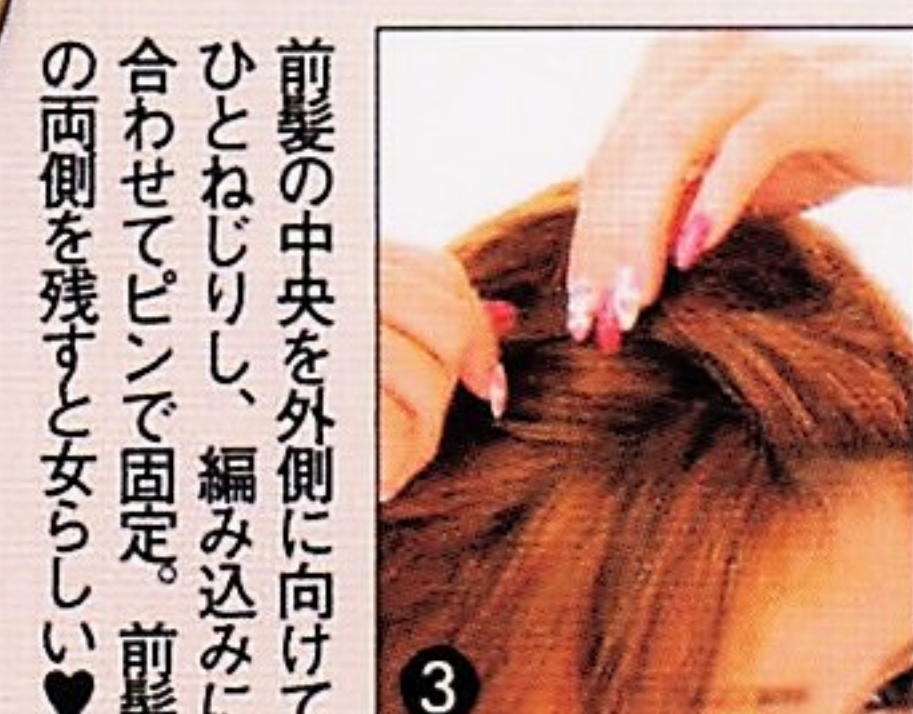 前髪の中央を外側に向けて
ひとねじりし、編み込みに
合わせてピンで固定。前髪
の両側を残すと女らしい♥
3